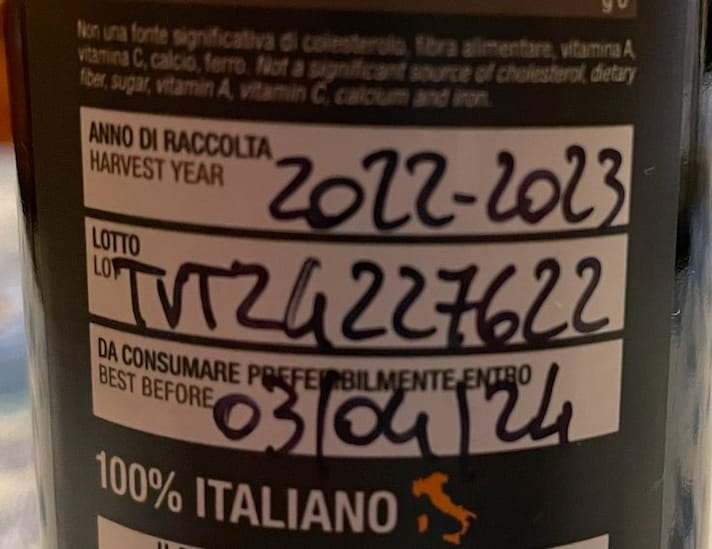 Non una fonte significativa di colesterolo, fibra alimentare, vitamina A,
vitamina C, calcio, ferro. Not a significant source of cholesterol, dietary
fiber, sugar, vitamin A, vitamin C, calcium and iron.
ANNO DI RACCOLTA
HARVEST YEAR 2022-2023
LOTTO
LOT TVT24227622
DA CONSUMARE PREFERIBILMENTE ENTRO
BEST BEFORE 03/04/24
100% ITALIANO